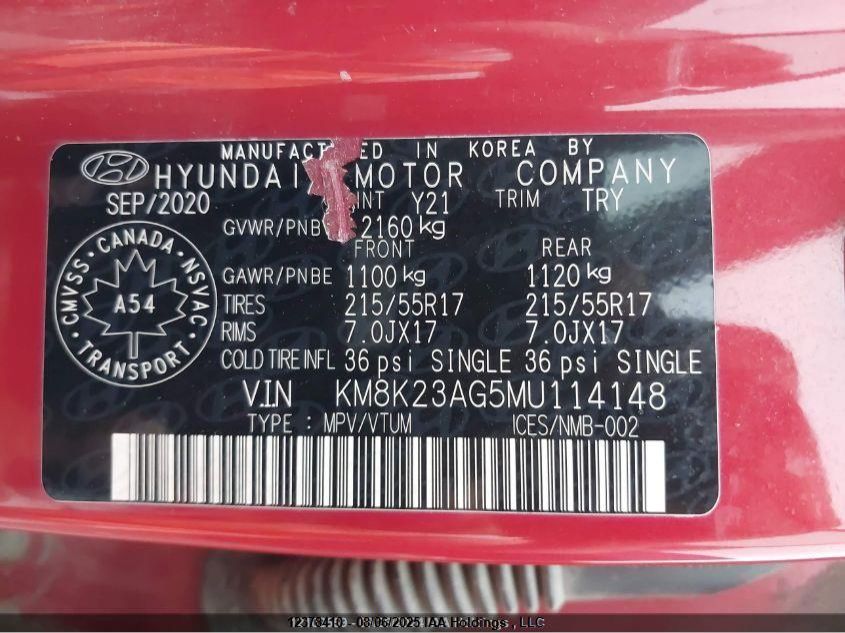 MANUFACT ED IN KOREA BY
HYUNDAI MOTOR COMPANY
SEP/2020 INT Y21 TRIM TRY
GVWR/PNB 2160 kg
FRONT REAR
GAWR/PNBE 1100 kg 1120 kg
TIRES 215/55R17 215/55R17
RIMS 7.0JX17 7.0JX17
COLD TIRE INFL 36 psi SINGLE 36 psi SINGLE
V.I.N KM8K23AG5MU114148
TYPE : MPV/VTUM ICES/NMB-002
CMVSS · CANADA · NSVAC
A54
TRANSPORT
08/05/2025 IAA Holdings , LLC